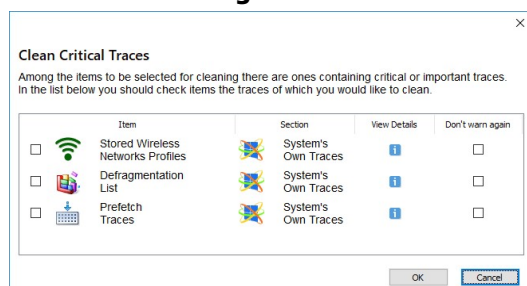 Clean Critical Traces
Among the items to be selected for cleaning there are ones containing critical or important traces.
In the list below you should check items the traces of which you would like to clean.
Item Section View Details Don't warn again
Stored Wireless
Networks Profiles
System's
Own Traces
Defragmentation
List
System's
Own Traces
Prefetch
Traces
System's
Own Traces
OK Cancel